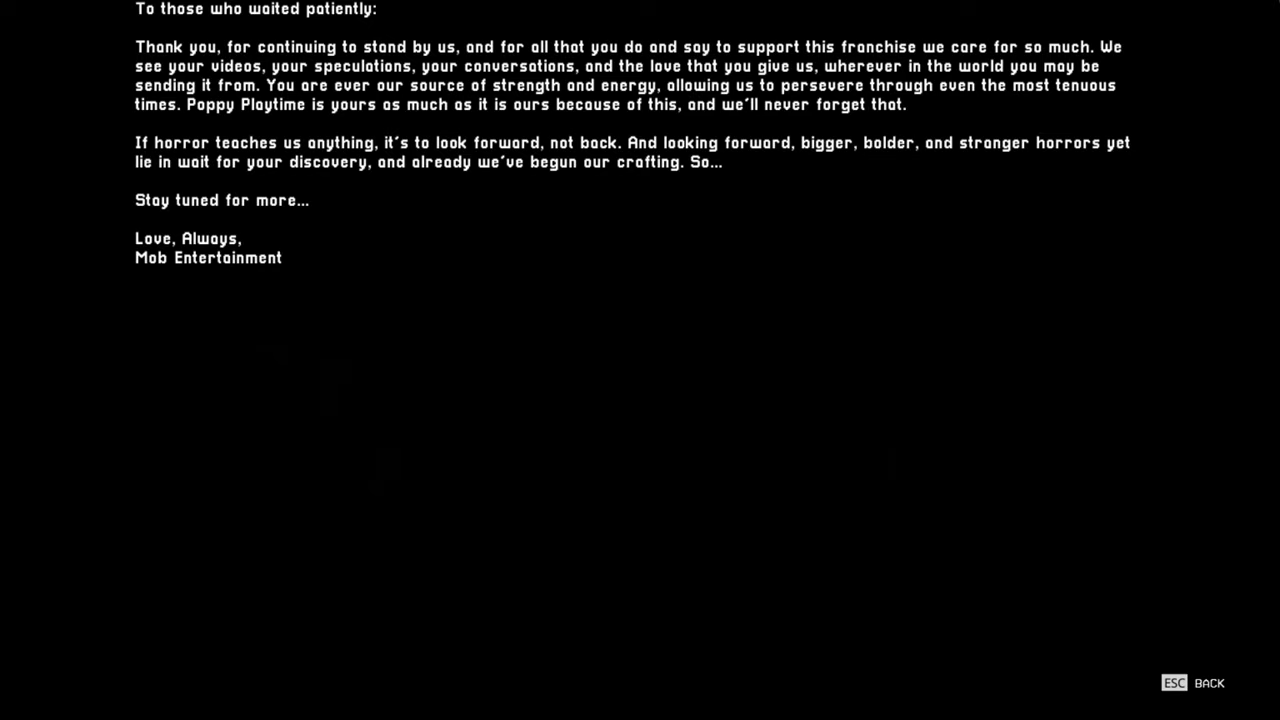 To those who waited patiently:
Thank you, for continuing to stand by us, and for all that you do and say to support this franchise we care for so much. We
see your videos, your speculations, your conversations, and the love that you give us, wherever in the world you may be
sending it from. You are ever our source of strength and energy, allowing us to persevere through even the most tenuous
times. Poppy Playtime is yours as much as it is ours because of this, and we'll never forget that.
If horror teaches us anything, it's to look forward, not back. And looking forward, bigger, bolder, and stranger horrors yet
lie in wait for your discovery, and already we've begun our crafting. So...
Stay tuned for more...
Love, Always,
Mob Entertainment
ESC BACK